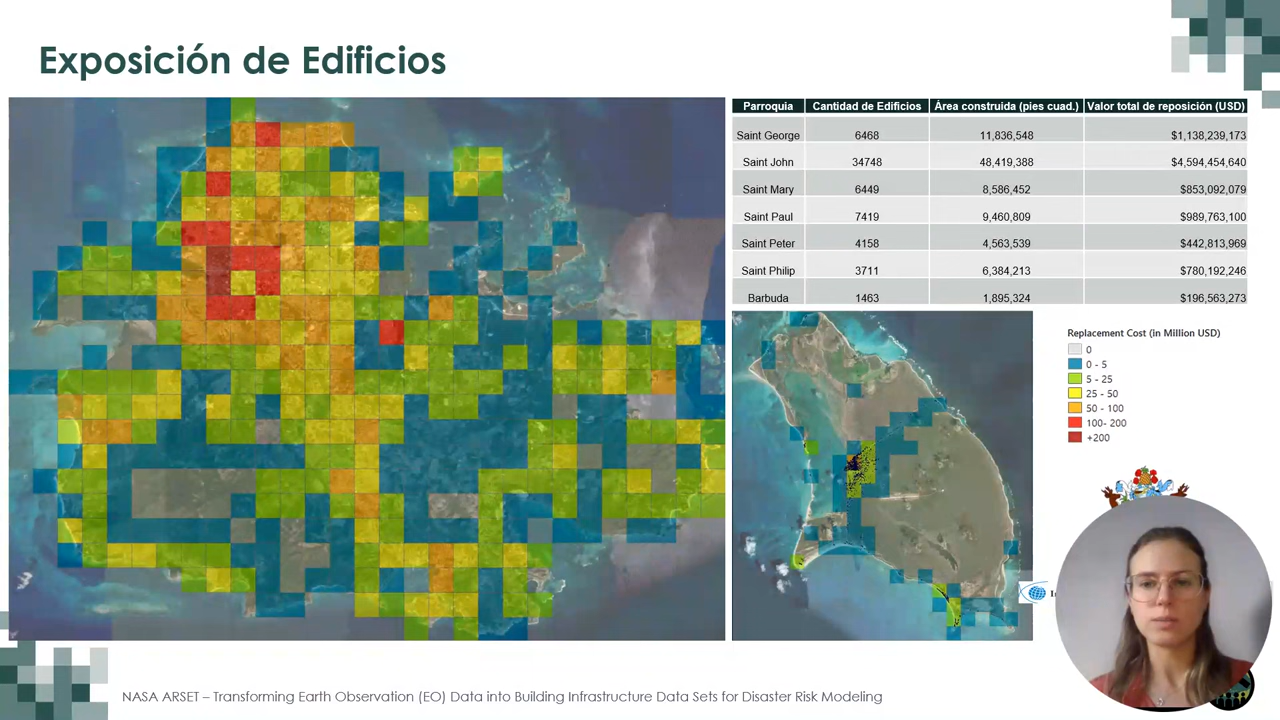 Exposición de Edificios
Parroquia Cantidad de Edificios Área construida (pies cuad.) Valor total de reposición (USD)
Saint George 6468 11,836,548 $1,138,239,173
Saint John 34748 48,419,388 $4,594,454,640
Saint Mary 6449 8,586,452 $853,092,079
Saint Paul 7419 9,460,809 $989,763,100
Saint Peter 4158 4,563,539 $442,813,969
Saint Philip 3711 6,384,213 $780,192,246
Barbuda 1463 1,895,324 $196,563,273
Replacement Cost (in Million USD)
0
0 - 5
5 - 25
25 - 50
50 - 100
100- 200
+200
NASA ARSET – Transforming Earth Observation (EO) Data into Building Infrastructure Data Sets for Disaster Risk Modeling